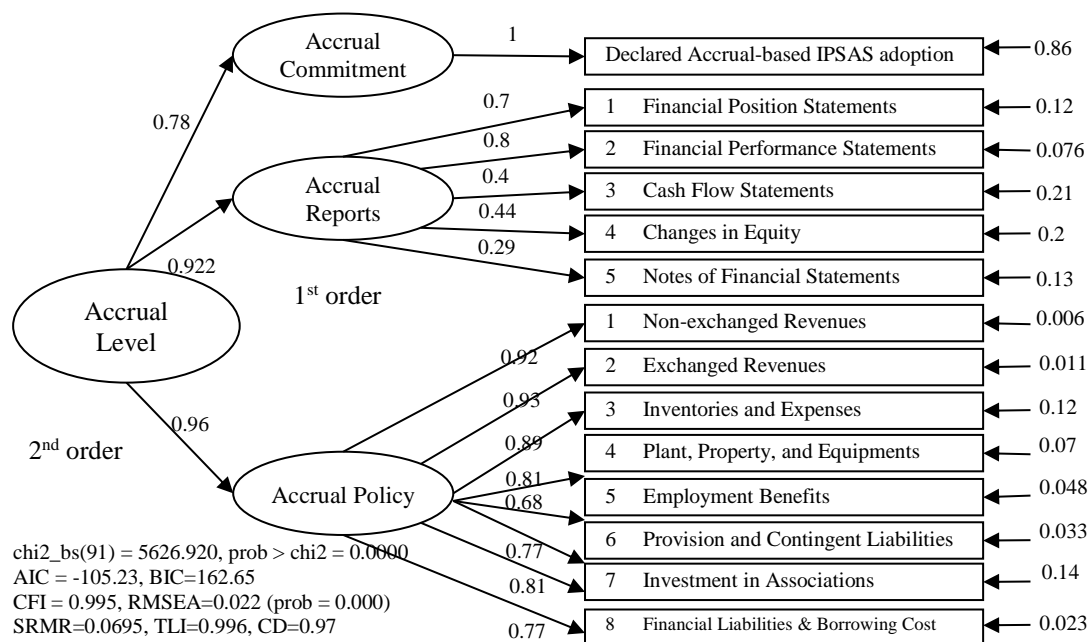 Accrual
Commitment
1
Declared Accrual-based IPSAS adoption
0.86
0.78
0.7
1 Financial Position Statements
0.12
0.8
2 Financial Performance Statements
0.076
Accrual
Reports
0.4
3 Cash Flow Statements
0.21
0.44
4 Changes in Equity
0.2
0.29
5 Notes of Financial Statements
0.13
0.922
1st order
Accrual
Level
1 Non-exchanged Revenues
0.006
0.92
2 Exchanged Revenues
0.011
0.93
3 Inventories and Expenses
0.12
0.96
2nd order
0.89
4 Plant, Property, and Equipments
0.07
Accrual Policy
0.81
5 Employment Benefits
0.048
0.68
6 Provision and Contingent Liabilities
0.033
0.77
7 Investment in Associations
0.14
0.81
8 Financial Liabilities & Borrowing Cost
0.023
0.77
chi2_bs(91) = 5626.920, prob > chi2 = 0.0000
AIC = -105.23, BIC=162.65
CFI = 0.995, RMSEA=0.022 (prob = 0.000)
SRMR=0.0695, TLI=0.996, CD=0.97